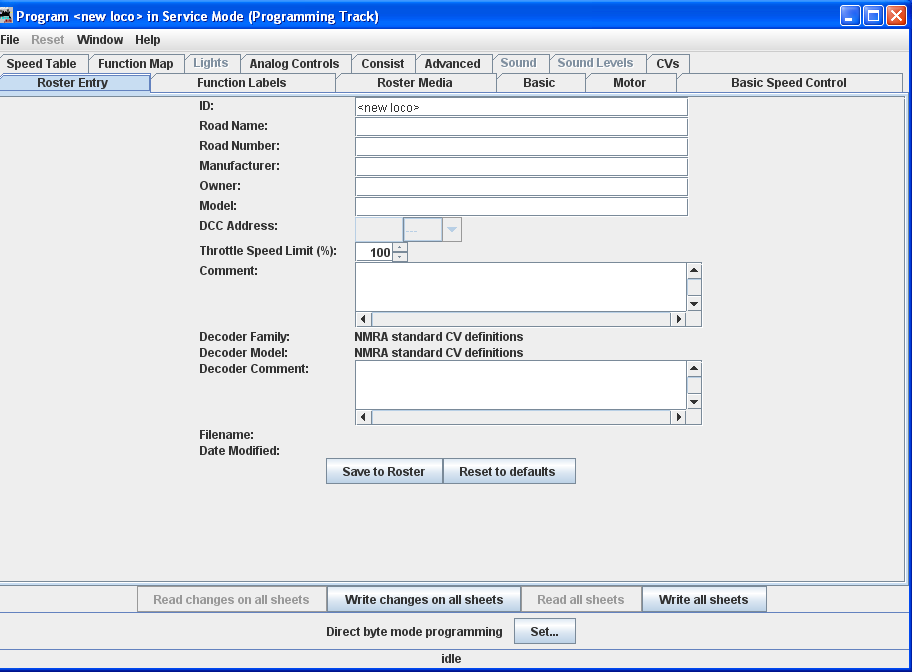 Program <new loco> in Service Mode (Programming Track)
File Reset Window Help
Speed Table Function Map Lights Analog Controls Consist Advanced Sound Sound Levels CVs
Roster Entry Function Labels Roster Media Basic Motor Basic Speed Control
ID: <new loco>
Road Name:
Road Number:
Manufacturer:
Owner:
Model:
DCC Address: ---
Throttle Speed Limit (%): 100
Comment:
Decoder Family: NMRA standard CV definitions
Decoder Model: NMRA standard CV definitions
Decoder Comment:
Filename:
Date Modified:
Save to Roster Reset to defaults
Read changes on all sheets Write changes on all sheets Read all sheets Write all sheets
Direct byte mode programming Set...
idle